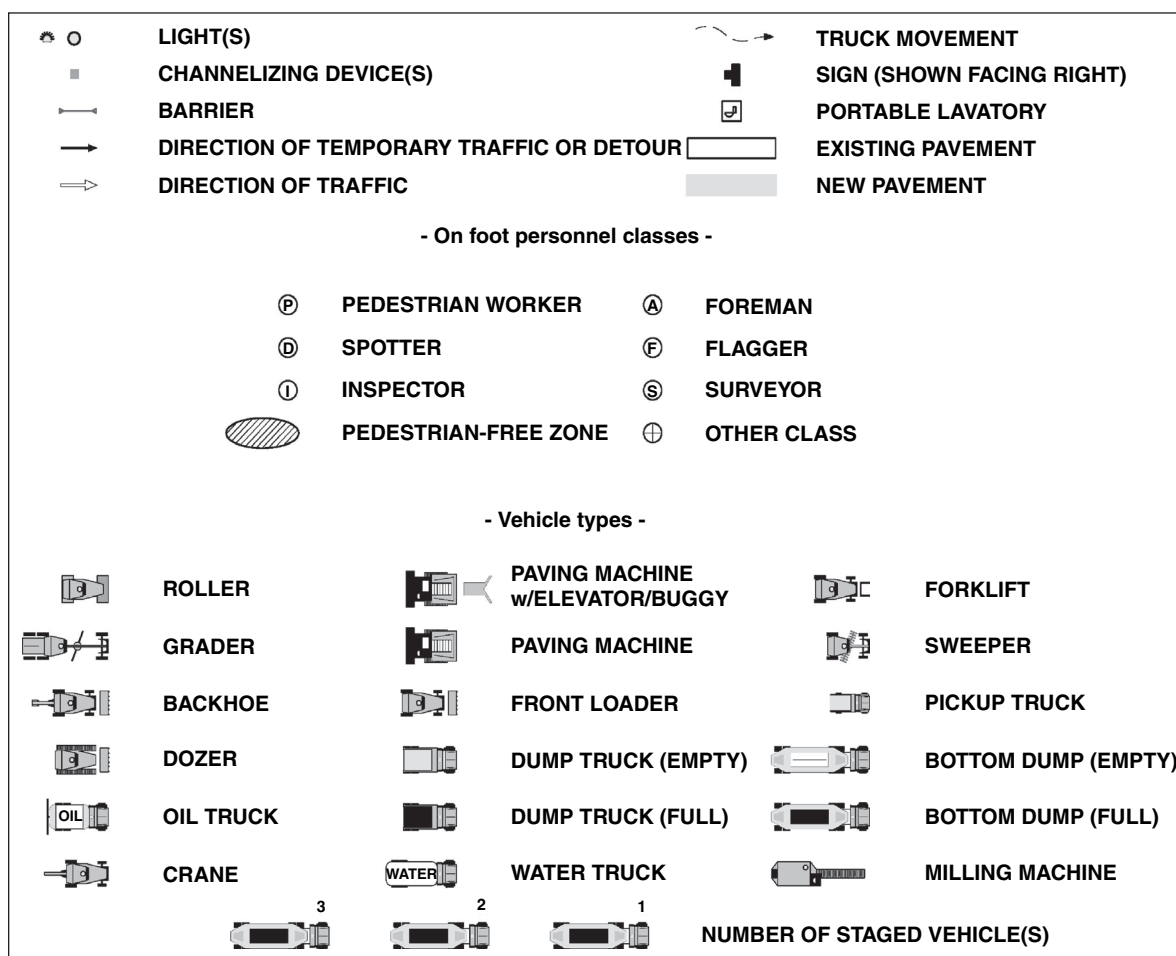 LIGHT(S)
TRUCK MOVEMENT
CHANNELIZING DEVICE(S)
SIGN (SHOWN FACING RIGHT)
BARRIER
PORTABLE LAVATORY
DIRECTION OF TEMPORARY TRAFFIC OR DETOUR
EXISTING PAVEMENT
DIRECTION OF TRAFFIC
NEW PAVEMENT
- On foot personnel classes -
P PEDESTRIAN WORKER
A FOREMAN
D SPOTTER
F FLAGGER
I INSPECTOR
S SURVEYOR
PEDESTRIAN-FREE ZONE
OTHER CLASS
- Vehicle types -
ROLLER
PAVING MACHINE
w/ELEVATOR/BUGGY
FORKLIFT
GRADER
PAVING MACHINE
SWEEPER
BACKHOE
FRONT LOADER
PICKUP TRUCK
DOZER
DUMP TRUCK (EMPTY)
BOTTOM DUMP (EMPTY)
OIL OIL TRUCK
DUMP TRUCK (FULL)
BOTTOM DUMP (FULL)
CRANE
WATER WATER TRUCK
MILLING MACHINE
3 2 1
NUMBER OF STAGED VEHICLE(S)